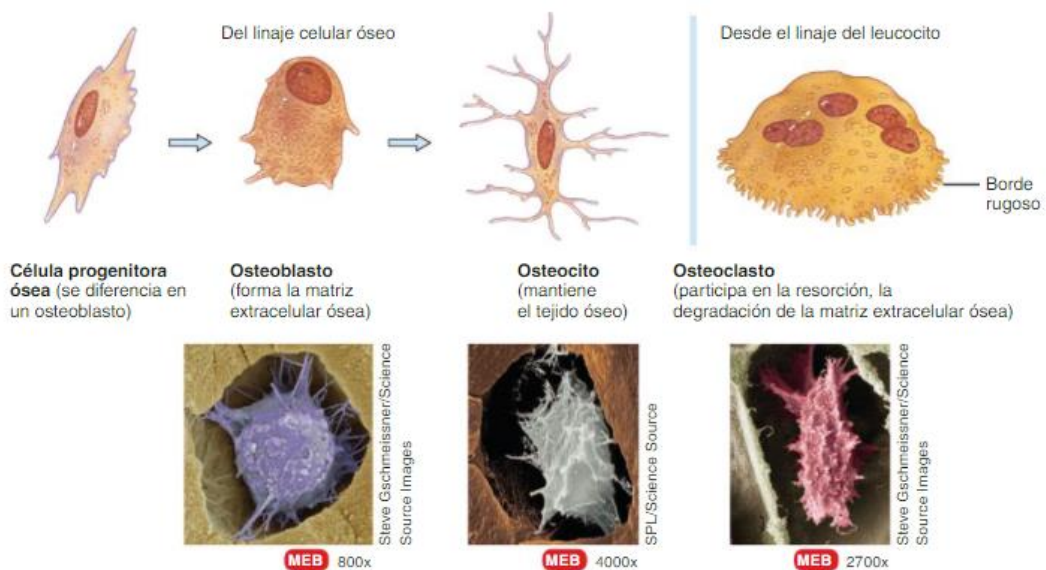 Del linaje celular óseo
Desde el linaje del leucocito
Borde
rugoso
Célula progenitora
ósea (se diferencia en
un osteoblasto)
Osteoblasto
(forma la matriz
extracelular ósea)
Osteocito
(mantiene
el tejido óseo)
Osteoclasto
(participa en la resorción, la
degradación de la matriz extracelular ósea)
Steve Gschmeissner/Science
Source Images
MEB 800x
SPL/Science Source
MEB 4000x
Steve Gschmeissner/Science
Source Images
MEB 2700x